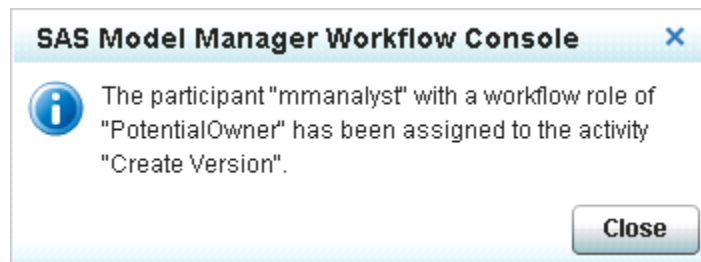 SAS Model Manager Workflow Console
The participant "mmanalyst" with a workflow role of
"PotentialOwner" has been assigned to the activity
"Create Version".
Close